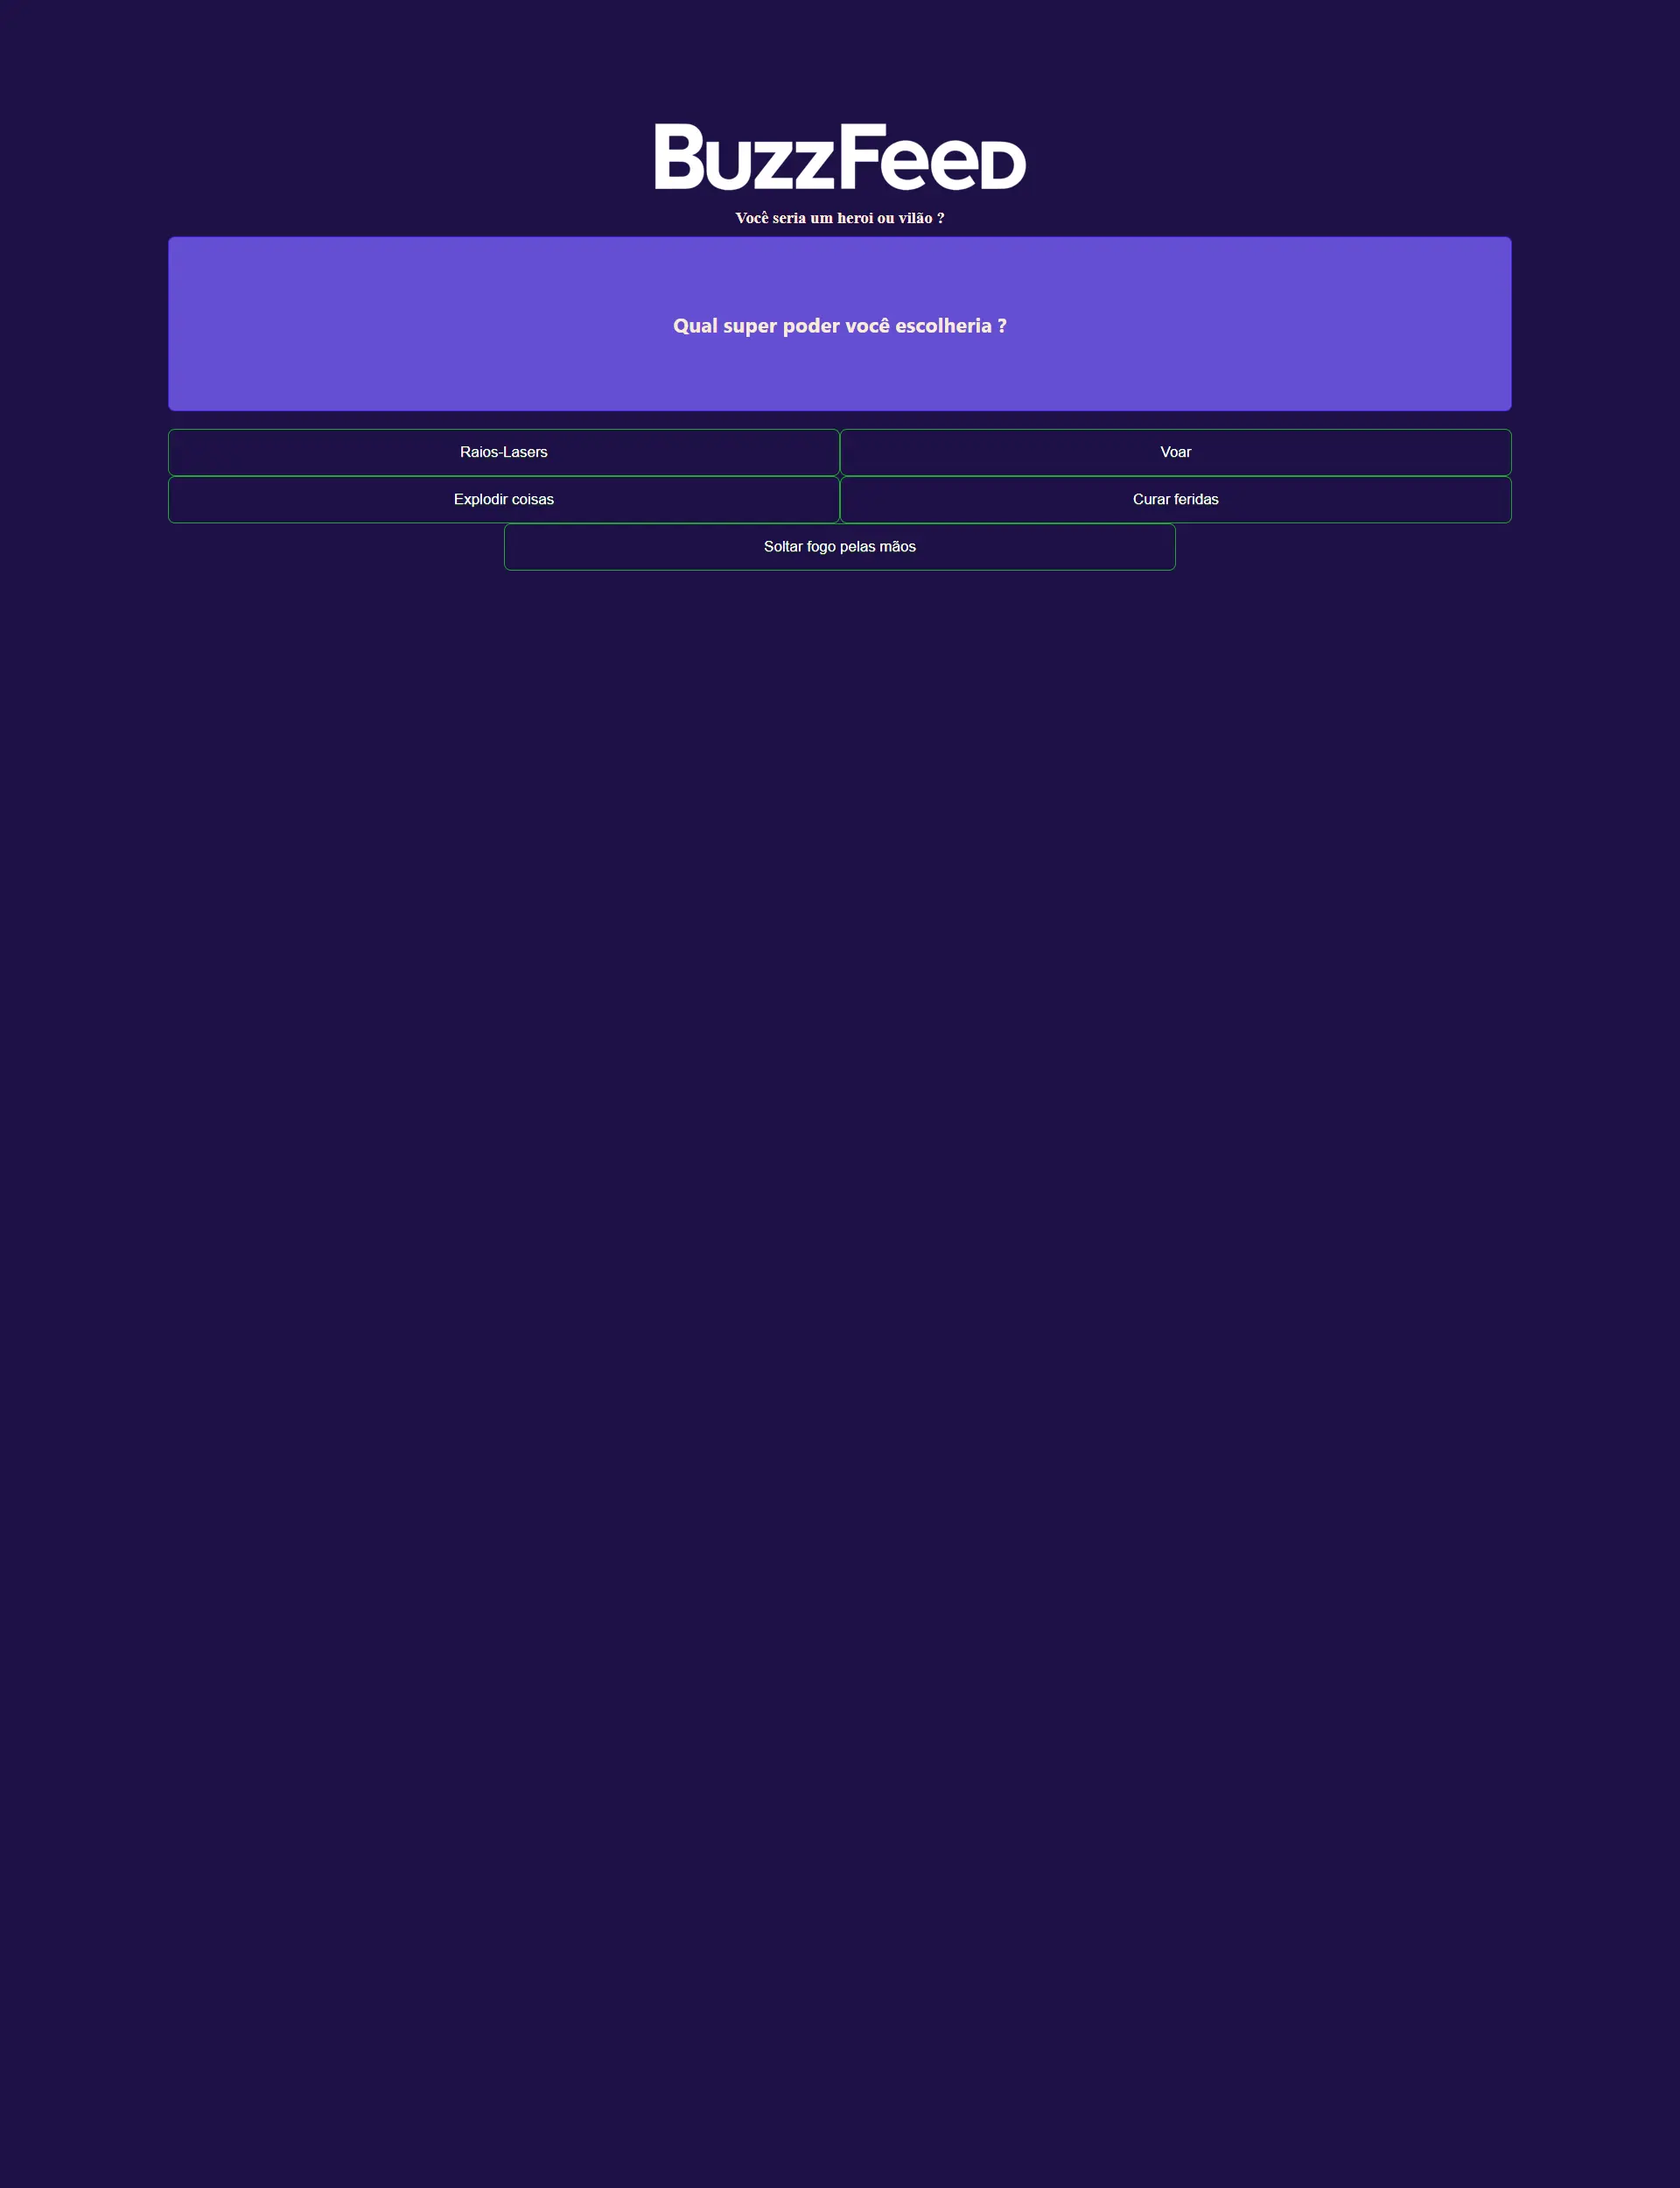 BuzzFeed
Você seria um heroi ou vilão ?
Qual super poder você escolheria ?
Raios-Lasers
Voar
Explodir coisas
Curar feridas
Soltar fogo pelas mãos